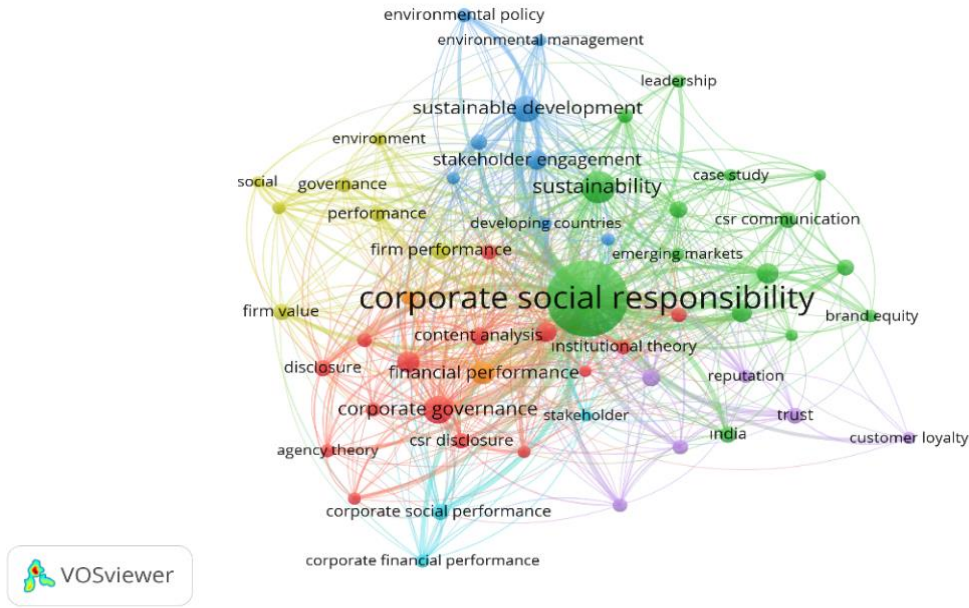 environmental policy
environmental management
leadership
sustainable development
environment
stakeholder engagement
case study
social
governance
sustainability
performance
developing countries
csr communication
firm performance
emerging markets
corporate social responsibility
firm value
brand equity
content analysis
institutional theory
disclosure
financial performance
reputation
corporate governance
stakeholder
trust
india
customer loyalty
agency theory
csr disclosure
corporate social performance
corporate financial performance
VOSviewer